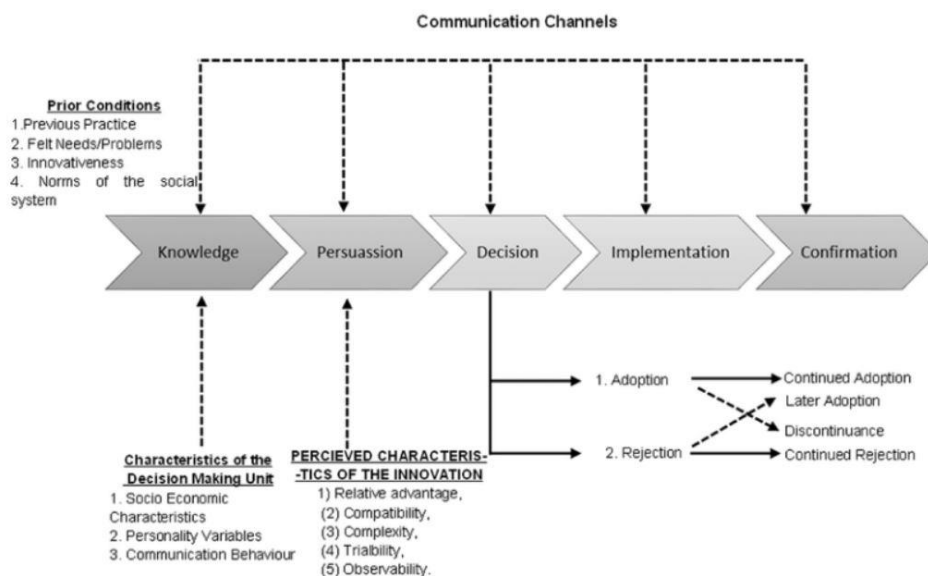 Communication Channels
Prior Conditions
1.Previous Practice
2. Felt Needs/Problems
3. Innovativeness
4. Norms of the social
system
Knowledge
Persuassion
Decision
Implementation
Confirmation
1. Adoption
Continued Adoption
Later Adoption
Discontinuance
2. Rejection
Continued Rejection
Characteristics of the
Decision Making Unit
1. Socio Economic
Characteristics
2. Personality Variables
3. Communication Behaviour
PERCIEVED CHARACTERIS-
-TICS OF THE INNOVATION
1) Relative advantage,
(2) Compatibility,
(3) Complexity,
(4) Trialbility,
(5) Observability.